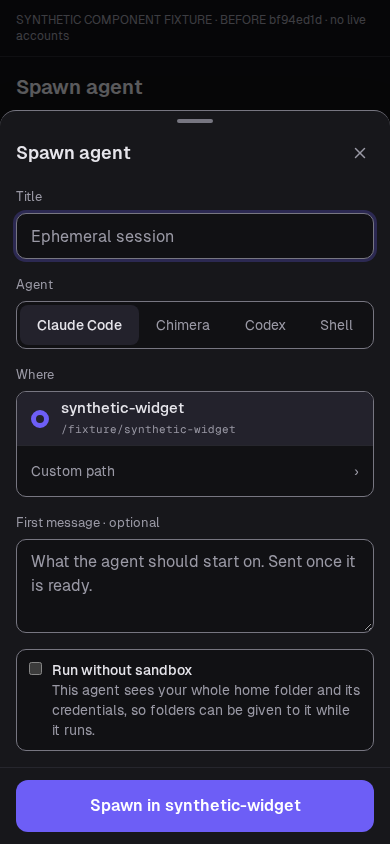 SYNTHETIC COMPONENT FIXTURE · BEFORE bf94ed1d · no live
accounts
Spawn agent
Spawn agent
Title
Ephemeral session
Agent
Claude Code Chimera Codex Shell
Where
synthetic-widget
/fixture/synthetic-widget
Custom path ›
First message · optional
What the agent should start on. Sent once it
is ready.
Run without sandbox
This agent sees your whole home folder and its
credentials, so folders can be given to it while
it runs.
Spawn in synthetic-widget